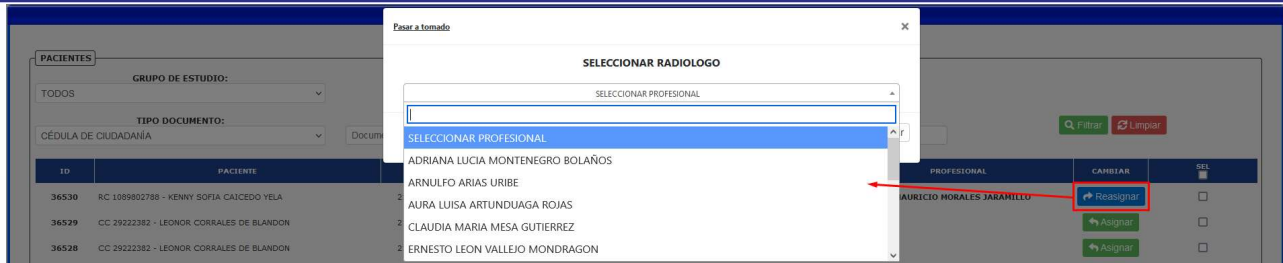 Pasar a tomado ×
SELECCIONAR RADIOLOGO
SELECCIONAR PROFESIONAL
SELECCIONAR PROFESIONAL
ADRIANA LUCIA MONTENEGRO BOLAÑOS
ARNULFO ARIAS URIBE
AURA LUISA ARTUNDUAGA ROJAS
CLAUDIA MARIA MESA GUTIERREZ
ERNESTO LEON VALLEJO MONDRAGON
PACIENTES
GRUPO DE ESTUDIO:
TODOS
TIPO DOCUMENTO:
CÉDULA DE CIUDADANÍA
Filtrar Limpiar
ID PACIENTE PROFESIONAL CAMBIAR SEL
36530 RC 1089802788 - KENNY SOFIA CAICEDO YELA MORALES JARAMILLO Reasignar
36529 CC 29222382 - LEONOR CORRALES DE BLANDON Asignar
36528 CC 29222382 - LEONOR CORRALES DE BLANDON Asignar